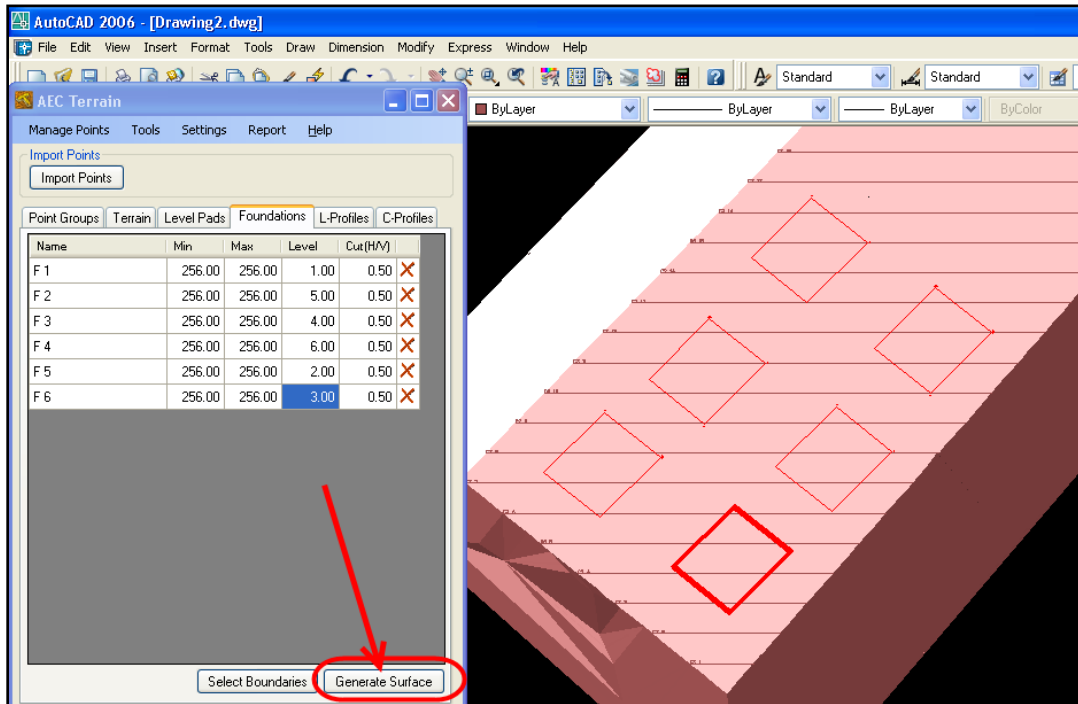 AutoCAD 2006 - [Drawing2.dwg]
File Edit View Insert Format Tools Draw Dimension Modify Express Window Help
Standard Standard
AEC Terrain
ByLayer ByLayer ByLayer ByColor
Manage Points Tools Settings Report Help
Import Points
Import Points
Point Groups Terrain Level Pads Foundations L-Profiles C-Profiles
Name Min Max Level Cut(H/V)
F 1 256.00 256.00 1.00 0.50
F 2 256.00 256.00 5.00 0.50
F 3 256.00 256.00 4.00 0.50
F 4 256.00 256.00 6.00 0.50
F 5 256.00 256.00 2.00 0.50
F 6 256.00 256.00 3.00 0.50
Select Boundaries Generate Surface